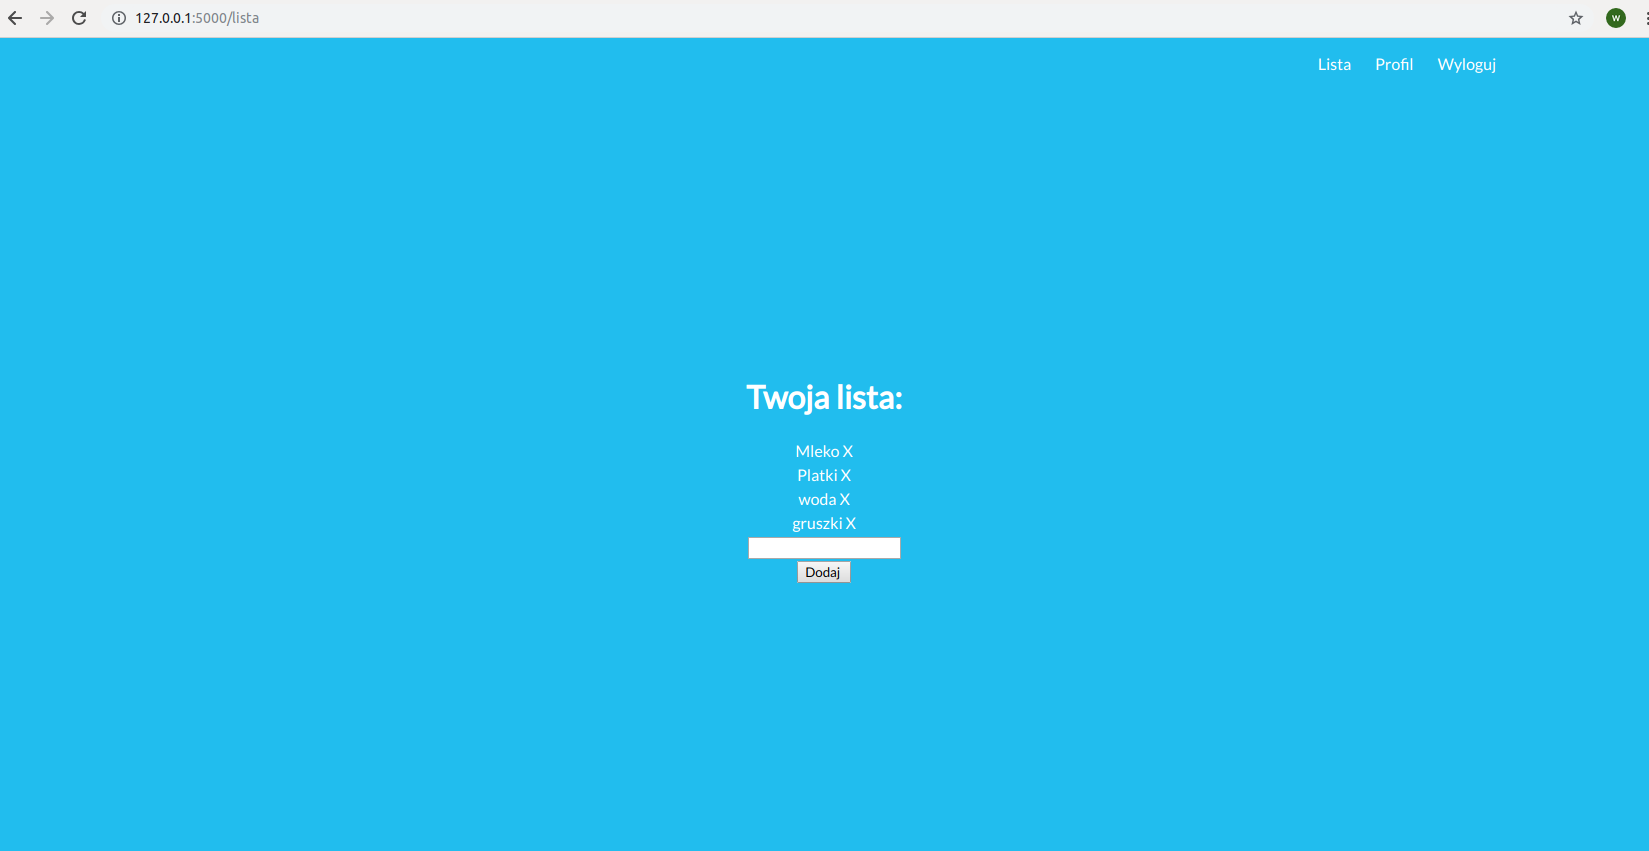 127.0.0.1:5000/lista
w
Lista Profil Wyloguj
Twoja lista:
Mleko X
Platki X
woda X
gruszki X
Dodaj